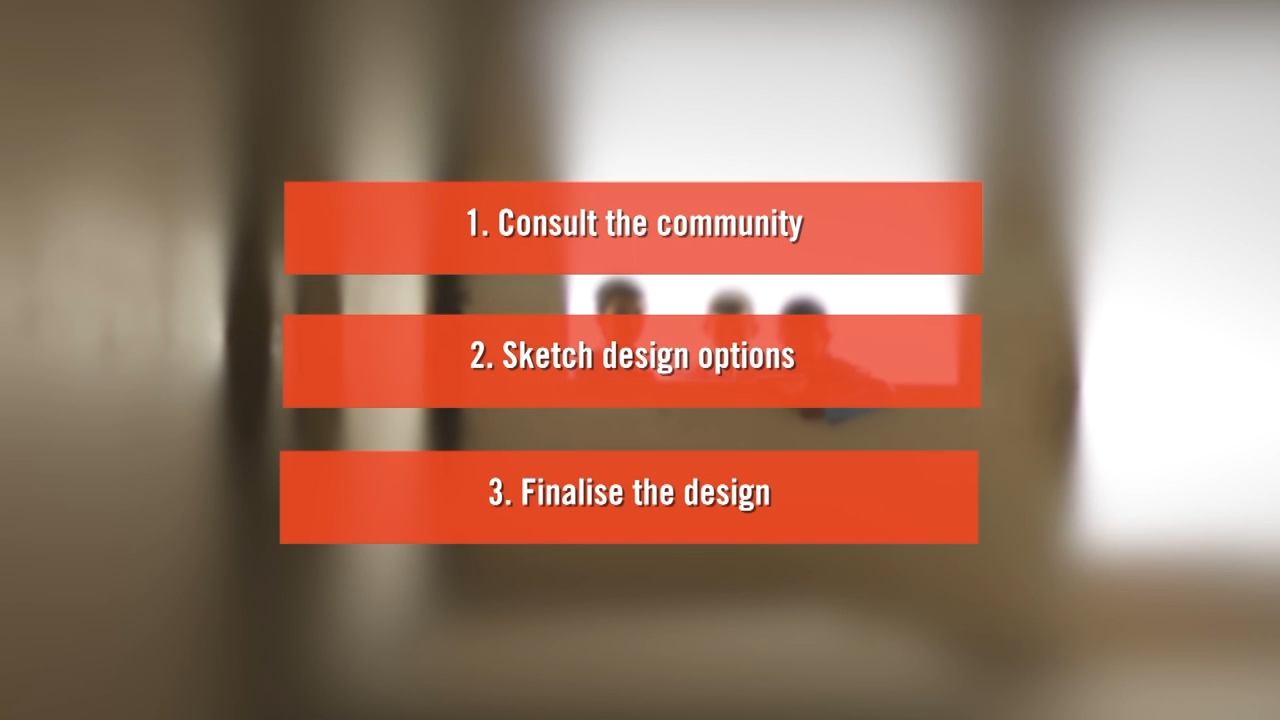 1. Consult the community
2. Sketch design options
3. Finalise the design